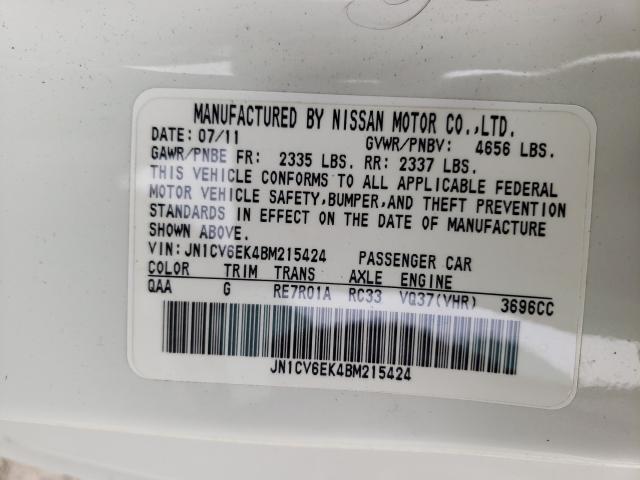 MANUFACTURED BY NISSAN MOTOR CO.,LTD.
DATE: 07/11 GVWR/PNBV: 4656 LBS.
GAWR/PNBE FR: 2335 LBS. RR: 2337 LBS.
THIS VEHICLE CONFORMS TO ALL APPLICABLE FEDERAL
MOTOR VEHICLE SAFETY,BUMPER,AND THEFT PREVENTION
STANDARDS IN EFFECT ON THE DATE OF MANUFACTURE
SHOWN ABOVE.
VIN:JN1CV6EK4BM215424 PASSENGER CAR
COLOR TRIM TRANS AXLE ENGINE
QAA G RE7R01A RC33 VQ37(VHR) 3696CC
JN1CV6EK4BM215424